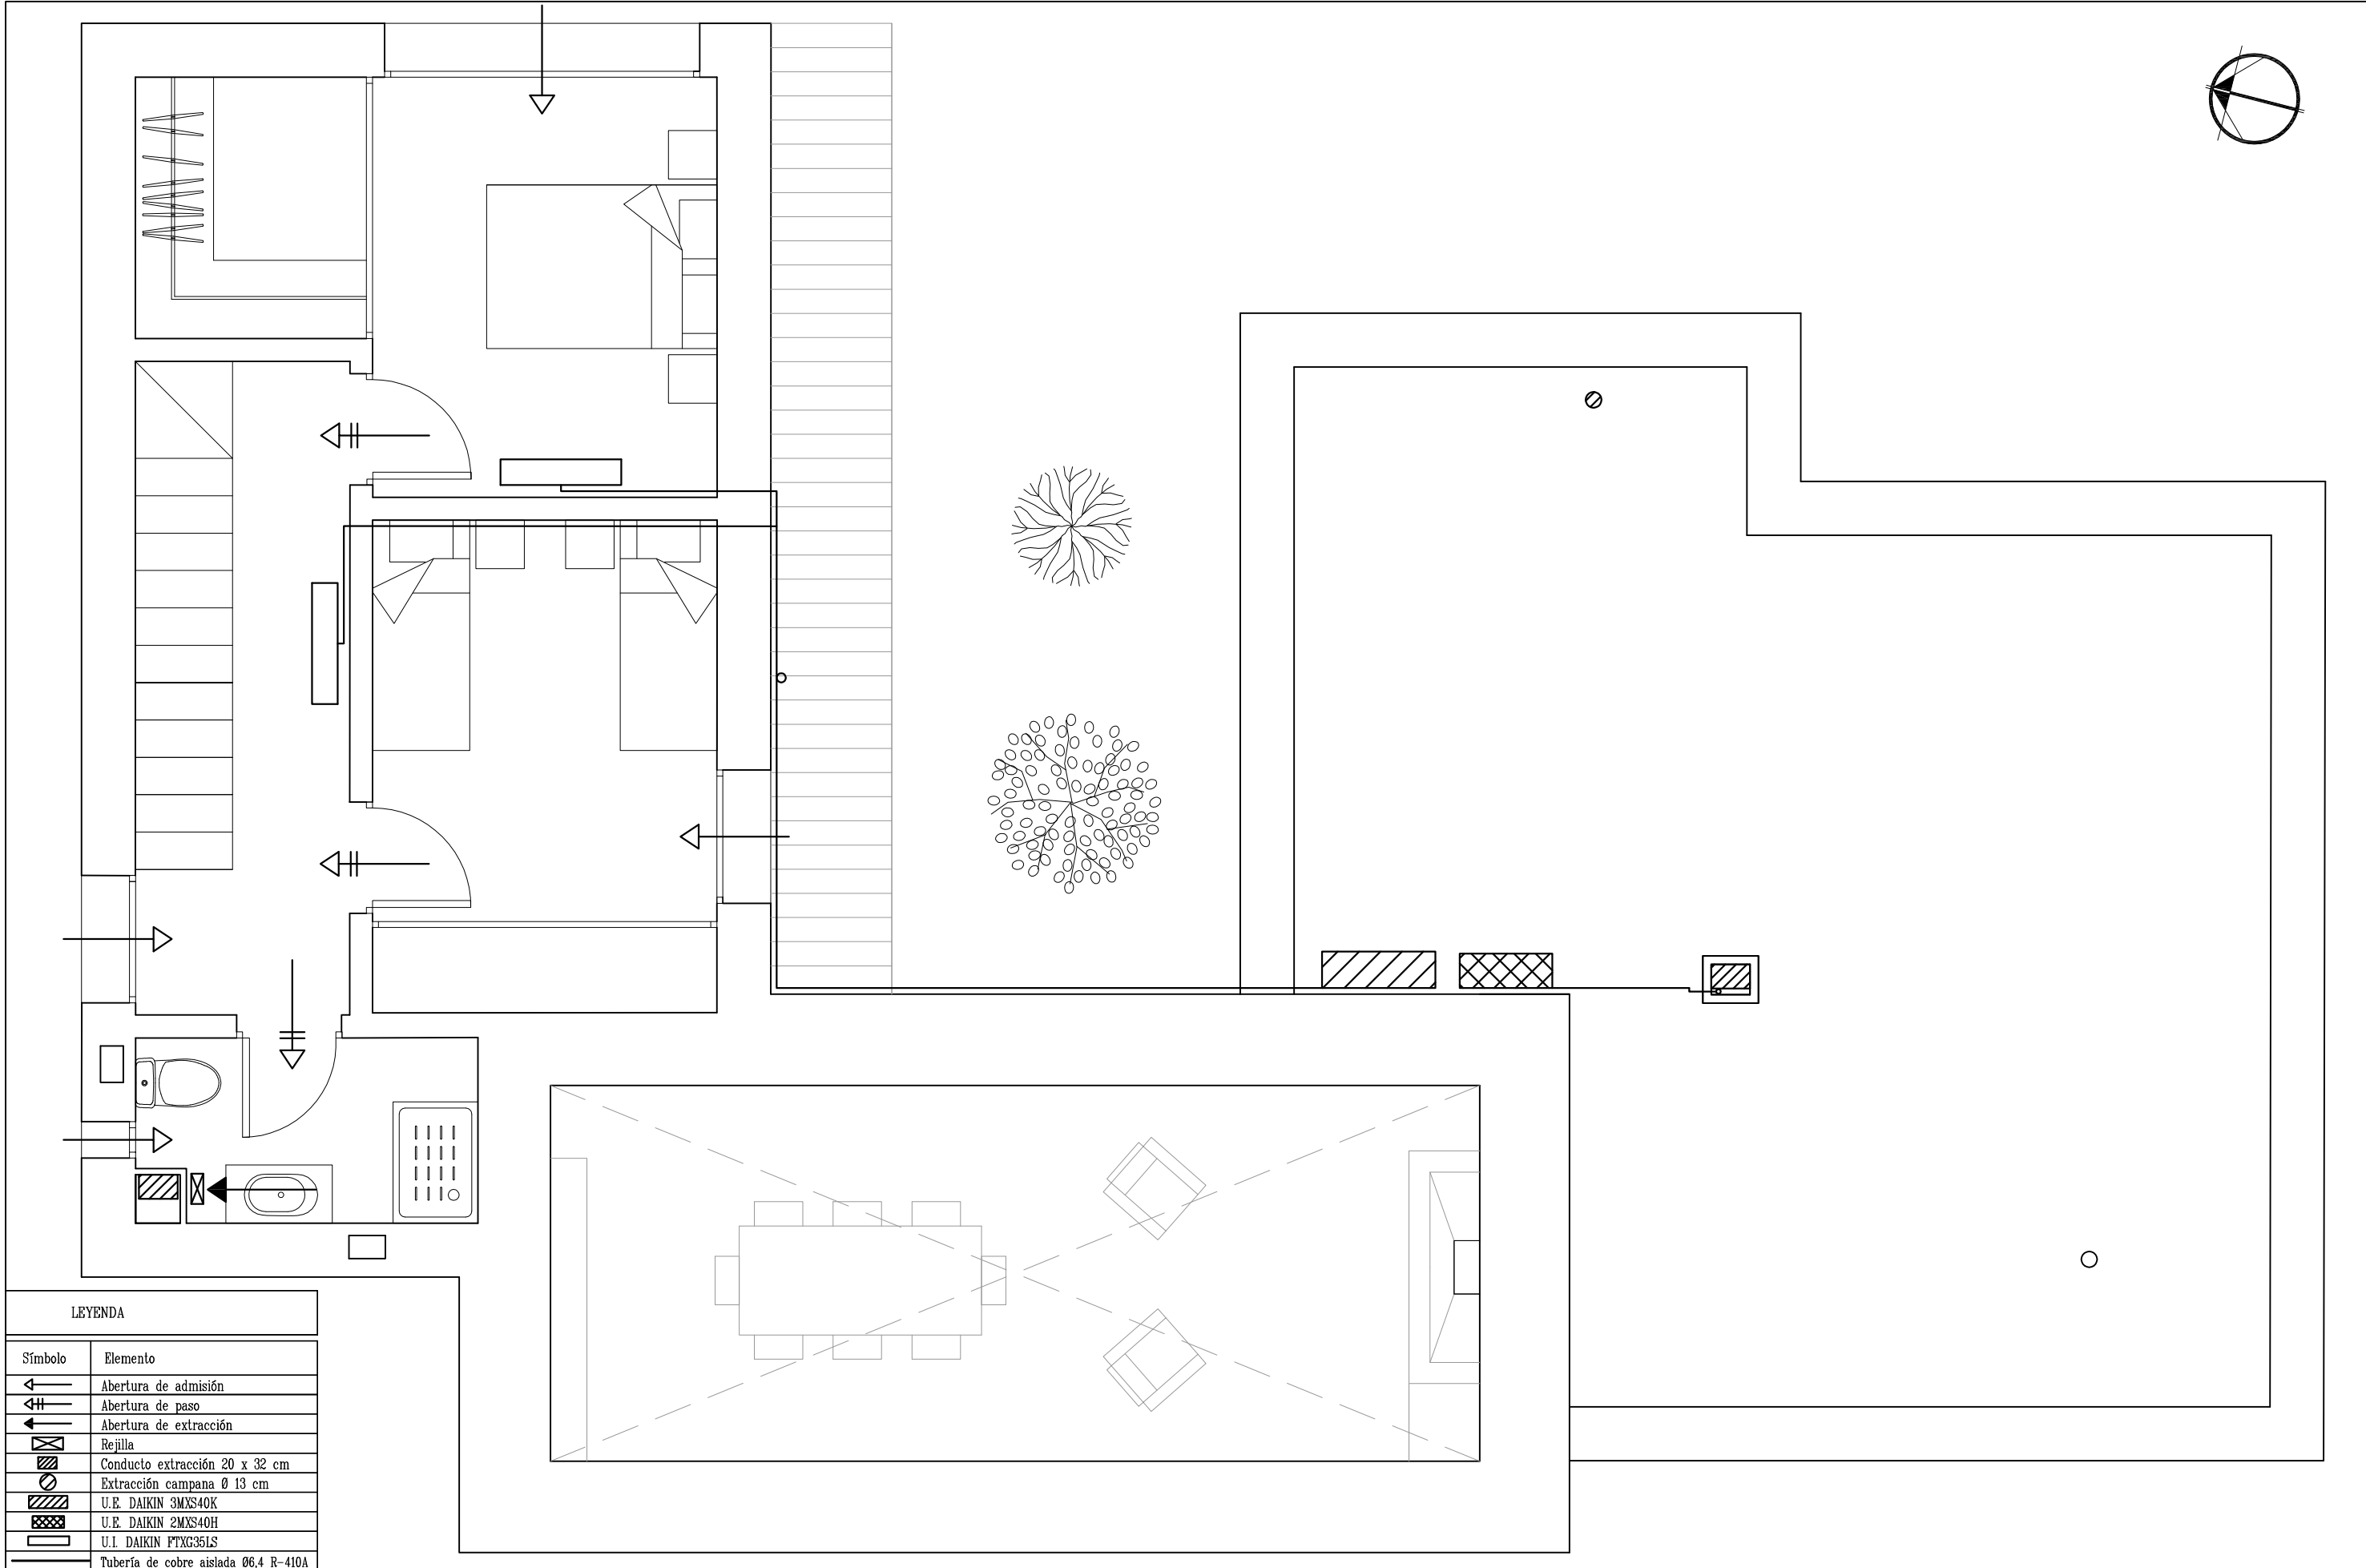 LEYENDA
Símbolo Elemento
Abertura de admisión
Abertura de paso
Abertura de extracción
Rejilla
Conducto extracción 20 x 32 cm
Extracción campana Ø 13 cm
U.E. DAIKIN 3MXS40K
U.E. DAIKIN 2MXS40H
U.I. DAIKIN FTXG35LS
Tubería de cobre aislada Ø6,4 R-410A